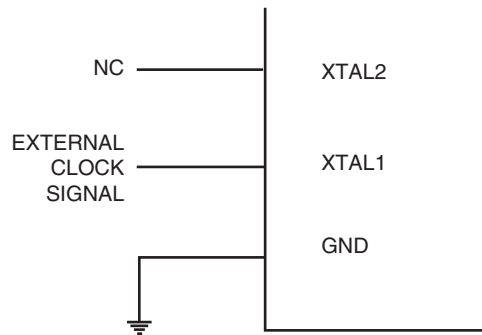 NC
XTAL2
EXTERNAL
CLOCK
SIGNAL
XTAL1
GND